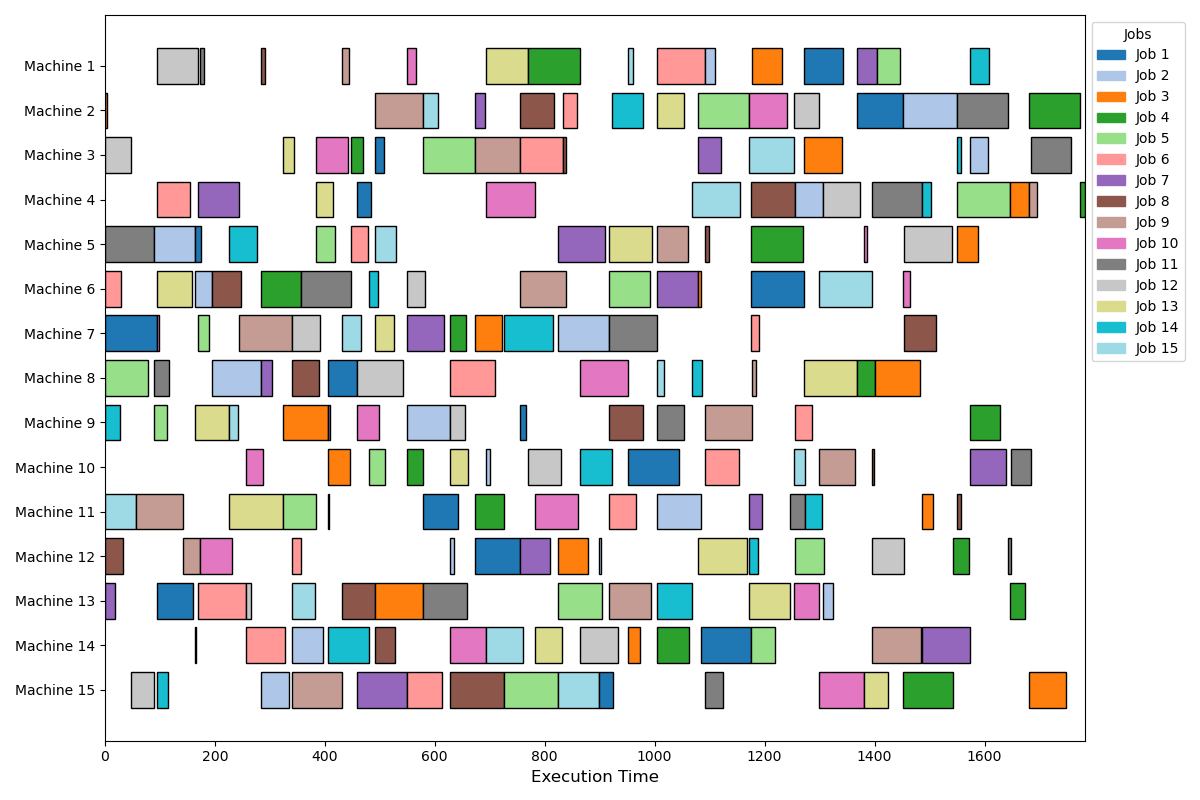 Machine 1
Machine 2
Machine 3
Machine 4
Machine 5
Machine 6
Machine 7
Machine 8
Machine 9
Machine 10
Machine 11
Machine 12
Machine 13
Machine 14
Machine 15
0 200 400 600 800 1000 1200 1400 1600
Execution Time
Jobs
Job 1
Job 2
Job 3
Job 4
Job 5
Job 6
Job 7
Job 8
Job 9
Job 10
Job 11
Job 12
Job 13
Job 14
Job 15